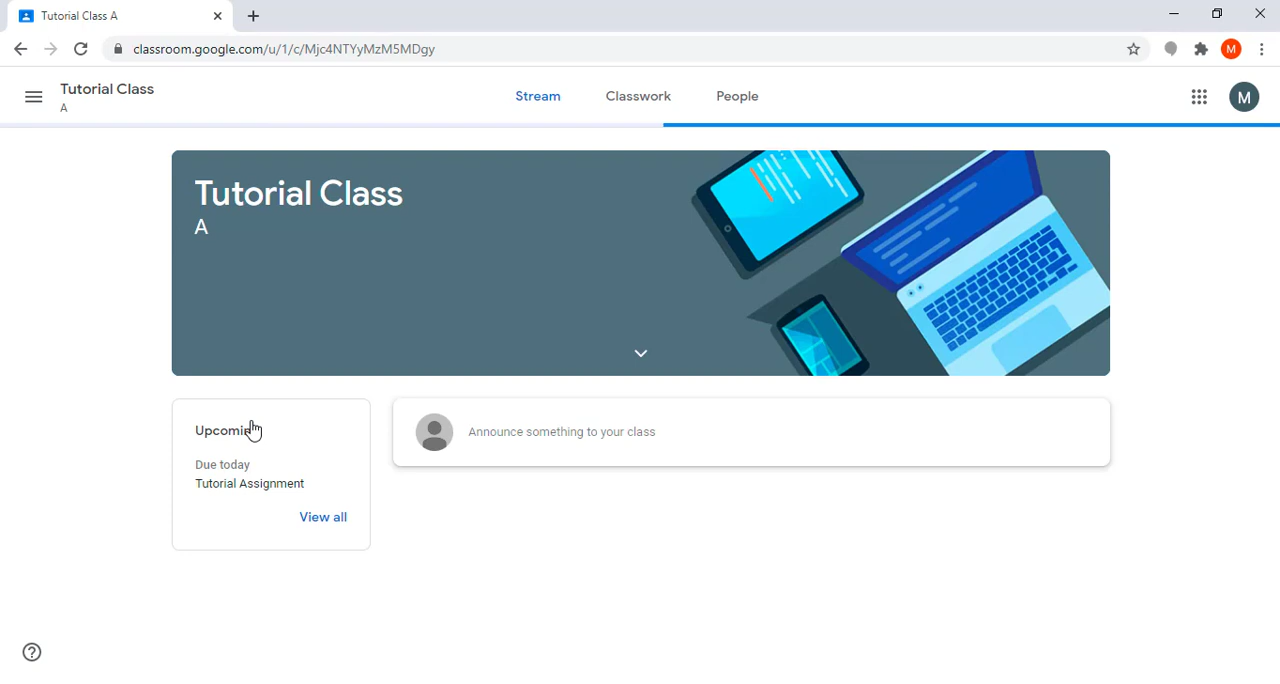 Tutorial Class A
classroom.google.com/u/1/c/Mjc4NTYyMzM5MDgy
M
Tutorial Class
A
Stream
Classwork
People
M
Tutorial Class
A
Upcoming
Announce something to your class
Due today
Tutorial Assignment
View all